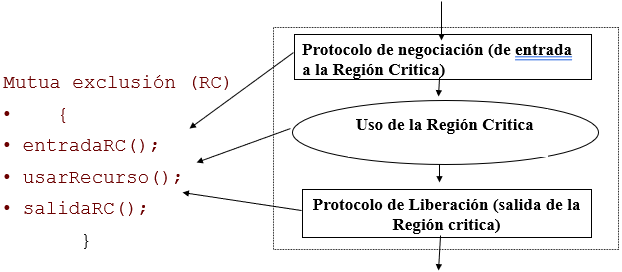 Mutua exclusión (RC)
• {
• entradaRC();
• usarRecurso();
• salidaRC();
}
Protocolo de negociación (de entrada
a la Región Critica)
Uso de la Región Critica
Protocolo de Liberación (salida de la
Región critica)